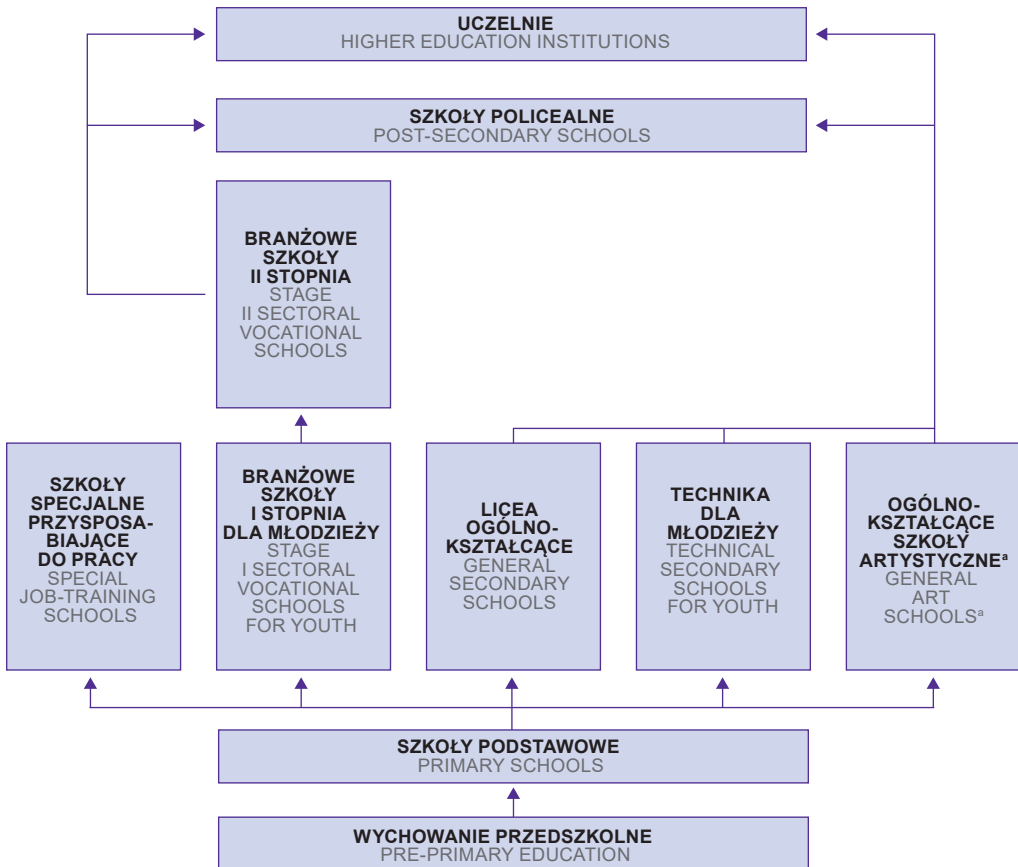 UCZELNIE
HIGHER EDUCATION INSTITUTIONS
SZKOŁY POLICEALNE
POST-SECONDARY SCHOOLS
BRANŻOWE
SZKOŁY
II STOPNIA
STAGE
II SECTORAL
VOCATIONAL
SCHOOLS
SZKOŁY
SPECJALNE
PRZYSPOSA-
BIAJĄCE
DO PRACY
SPECIAL
JOB-TRAINING
SCHOOLS
BRANŻOWE
SZKOŁY
I STOPNIA
DLA MŁODZIEŻY
STAGE
I SECTORAL
VOCATIONAL
SCHOOLS
FOR YOUTH
LICEA
OGÓLNO-
KSZTAŁCĄCE
GENERAL
SECONDARY
SCHOOLS
TECHNIKA
DLA
MŁODZIEŻY
TECHNICAL
SECONDARY
SCHOOLS
FOR YOUTH
OGÓLNO-
KSZTAŁCĄCE
SZKOŁY
ARTYSTYCZNEª
GENERAL
ART
SCHOOLSª
SZKOŁY PODSTAWOWE
PRIMARY SCHOOLS
WYCHOWANIE PRZEDSZKOLNE
PRE-PRIMARY EDUCATION